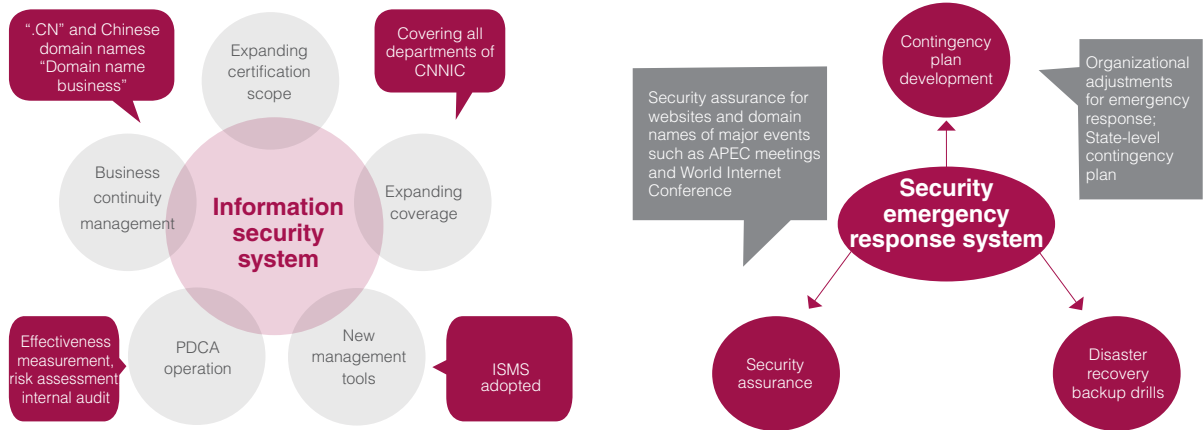 “.CN” and Chinese
domain names
“Domain name
business”
Expanding
certification
scope
Covering all
departments of
CNNIC
Business
continuity
management
Information
security
system
Expanding
coverage
Effectiveness
measurement,
risk assessment
internal audit
PDCA
operation
New
management
tools
ISMS
adopted
Contingency
plan
development
Security assurance for
websites and domain
names of major events
such as APEC meetings
and World Internet
Conference
Organizational
adjustments
for emergency
response;
State-level
contingency
plan
Security
emergency
response system
Security
assurance
Disaster
recovery
backup drills